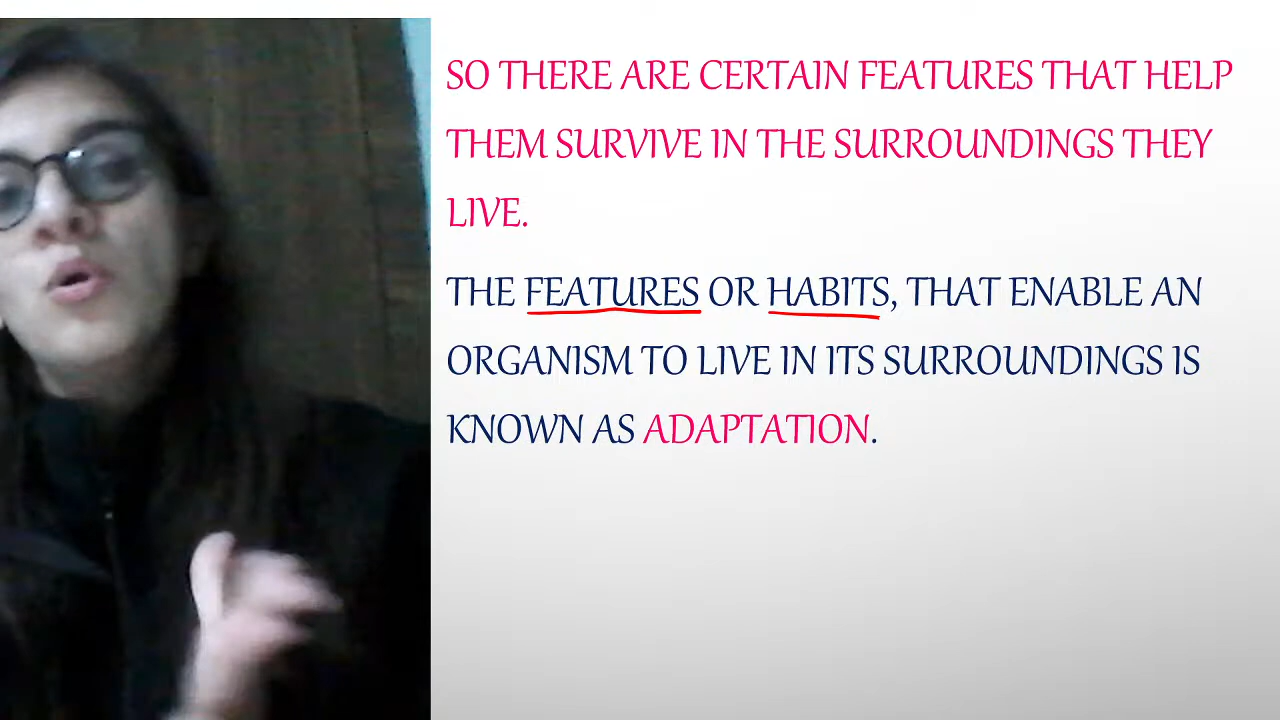 SO THERE ARE CERTAIN FEATURES THAT HELP
THEM SURVIVE IN THE SURROUNDINGS THEY
LIVE.
THE FEATURES OR HABITS, THAT ENABLE AN
ORGANISM TO LIVE IN ITS SURROUNDINGS IS
KNOWN AS ADAPTATION.